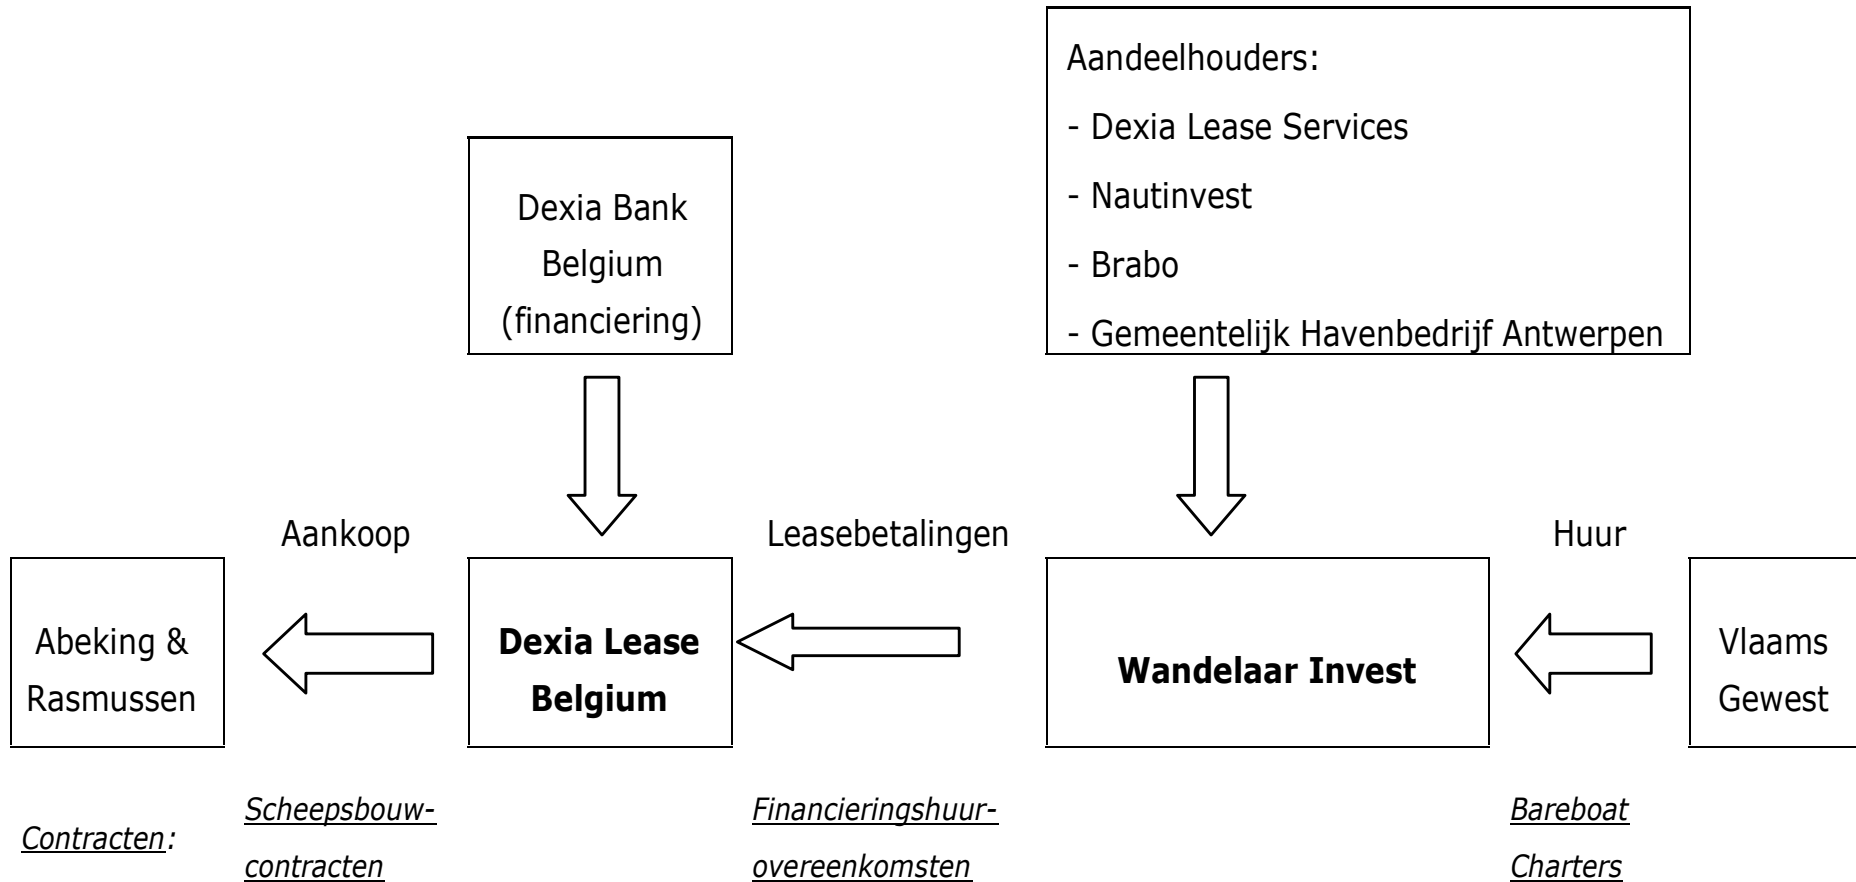 Aandeelhouders:
- Dexia Lease Services
- Nautinvest
- Brabo
- Gemeentelijk Havenbedrijf Antwerpen
Dexia Bank
Belgium
(financiering)
Aankoop
Leasebetalingen
Huur
Abeking &
Rasmussen
Dexia Lease
Belgium
Wandelaar Invest
Vlaams
Gewest
Contracten:
Scheepsbouw-
contracten
Financieringshuur-
overeenkomsten
Bareboat
Charters